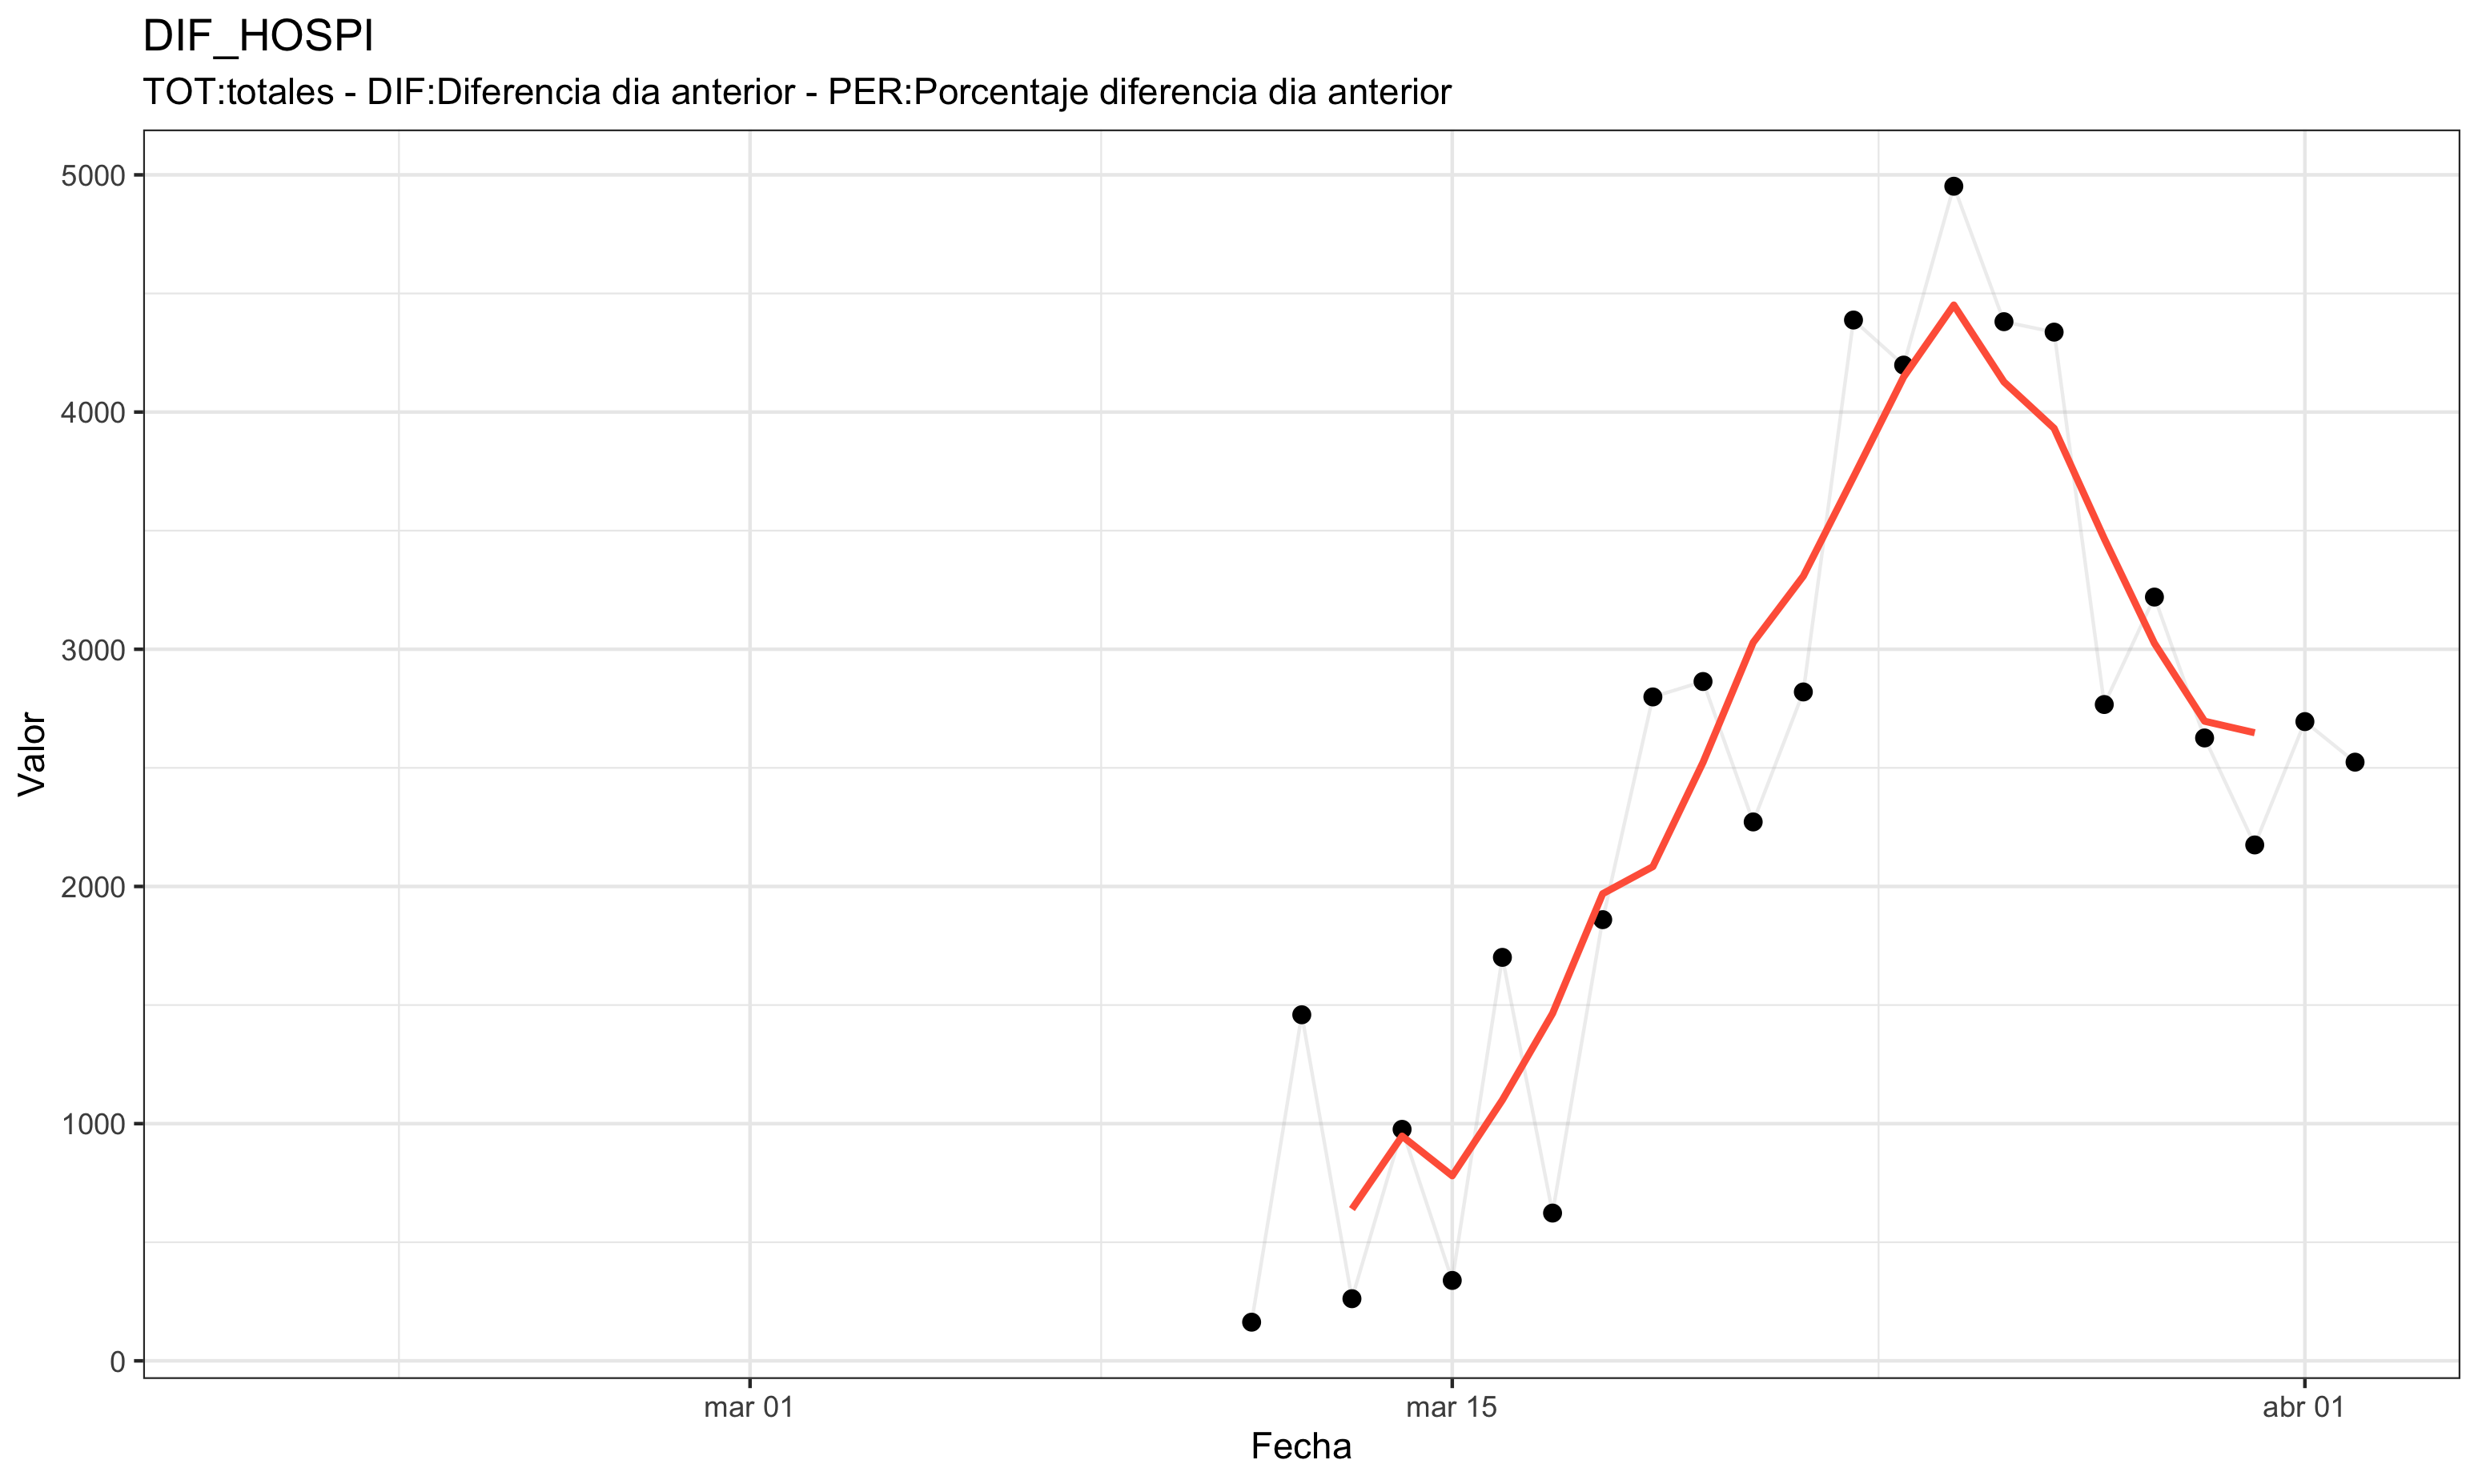 DIF_HOSPI
TOT:totales - DIF:Diferencia dia anterior - PER:Porcentaje diferencia dia anterior
Valor
5000
4000
3000
2000
1000
0
mar 01
mar 15
abr 01
Fecha